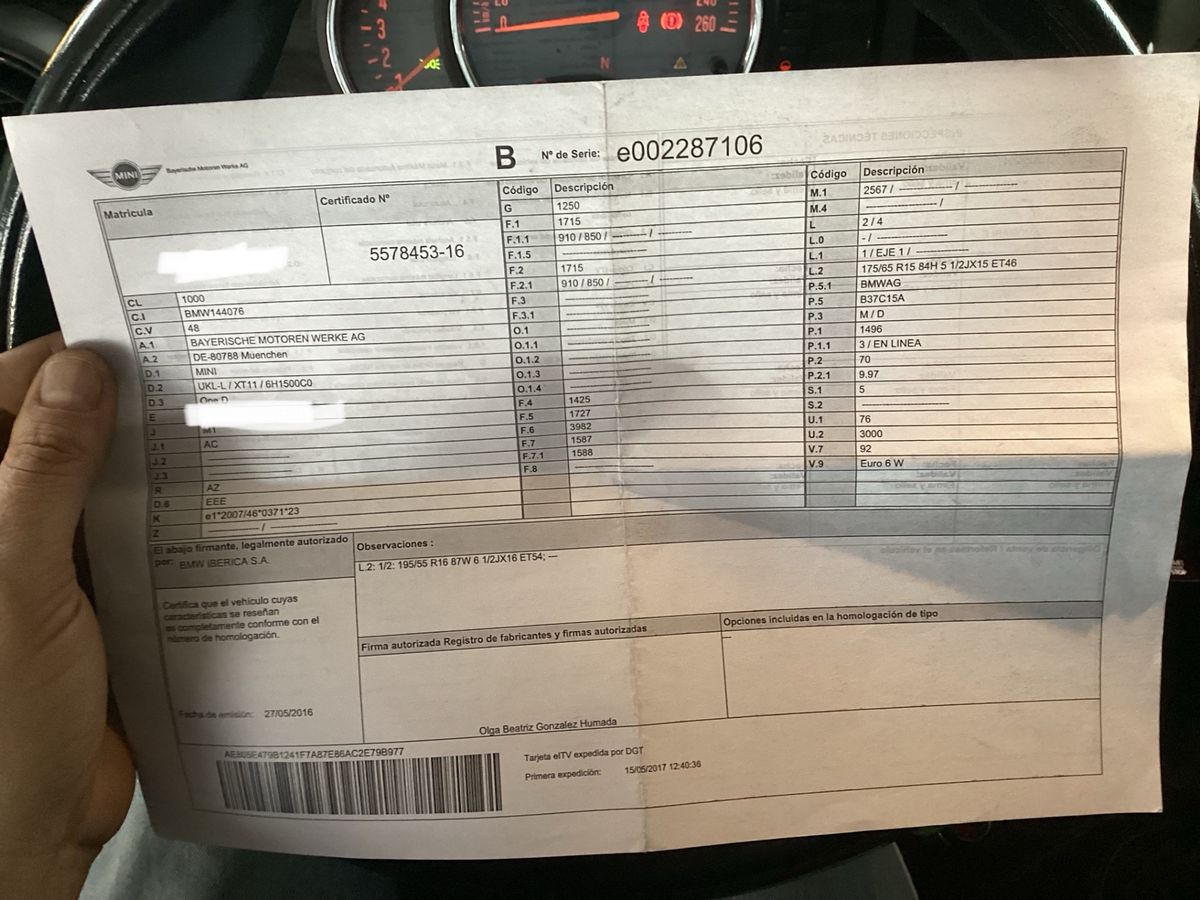 2
3
4
1
0
20
240
260
km/h
N
MINI
Bayerische Motoren Werke AG
B Nº de Serie: e002287106
Matrícula
Certificado Nº
5578453-16
CL 1000
C.I BMW144076
C.V 48
A.1 BAYERISCHE MOTOREN WERKE AG
A.2 DE-80788 Muenchen
D.1 MINI
D.2 UKL-L / XT11 / 6H1500C0
D.3 One D
E
J M1
J.1 AC
J.2 --------------------
J.3 --------------------
R AZ
D.6 EEE
K e1*2007/46*0371*23
Z ------------ / ----------------
Código Descripción
G 1250
F.1 1715
F.1.1 910 / 850 / ---------- / ----------
F.1.5 --------------------
F.2 1715
F.2.1 910 / 850 / ---------- / ----------
F.3 --------------------
F.3.1 --------------------
O.1 --------------------
O.1.1 --------------------
O.1.2 --------------------
O.1.3 --------------------
O.1.4 --------------------
F.4 1425
F.5 1727
F.6 3982
F.7 1587
F.7.1 1588
F.8 --------------------
Código Descripción
M.1 2567 / -------------- / --------------
M.4 -------------------- /
L 2 / 4
L.0 - / --------------------
L.1 1 / EJE 1 / --------------
L.2 175/65 R15 84H 5 1/2JX15 ET46
P.5.1 BMWAG
P.5 B37C15A
P.3 M / D
P.1 1496
P.1.1 3 / EN LINEA
P.2 70
P.2.1 9.97
S.1 5
S.2 --------------------
U.1 76
U.2 3000
V.7 92
V.9 Euro 6 W
El abajo firmante, legalmente autorizado
por: BMW IBERICA S.A.
Certifica que el vehículo cuyas
características se reseñan
es completamente conforme con el
número de homologación.
Fecha de emisión: 27/05/2016
Observaciones :
L.2: 1/2: 195/55 R16 87W 6 1/2JX16 ET54; ---
Firma autorizada Registro de fabricantes y firmas autorizadas
Olga Beatriz Gonzalez Humada
Opciones incluidas en la homologación de tipo
---
AE805E479B1241F7A87E86AC2E79B977
Tarjeta eITV expedida por DGT
Primera expedición: 15/05/2017 12:40:36